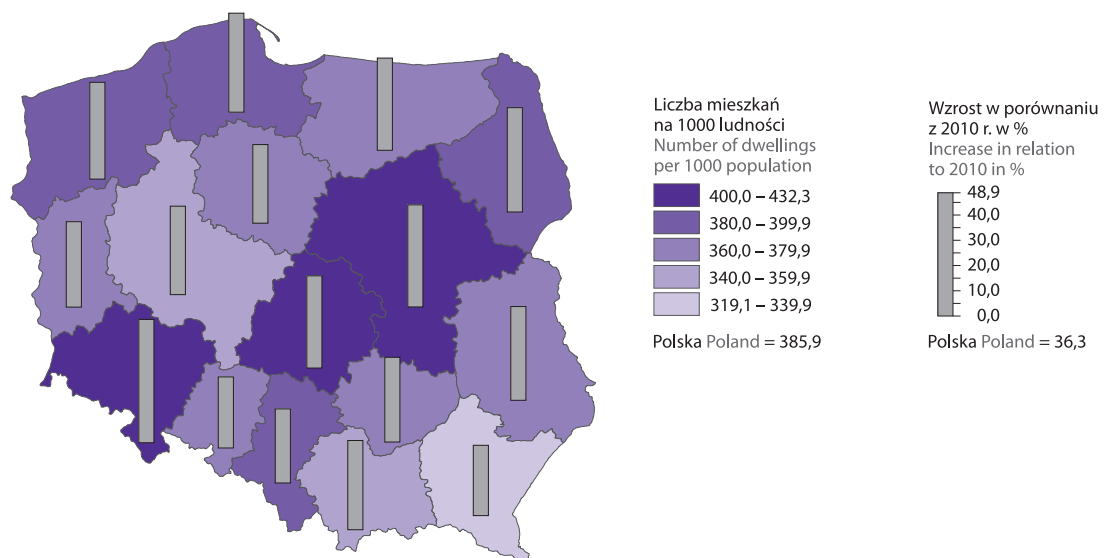 Liczba mieszkań
na 1000 ludności
Number of dwellings
per 1000 population
400,0 – 432,3
380,0 – 399,9
360,0 – 379,9
340,0 – 359,9
319,1 – 339,9
Polska Poland = 385,9
Wzrost w porównaniu
z 2010 r. w %
Increase in relation
to 2010 in %
48,9
40,0
30,0
20,0
10,0
0,0
Polska Poland = 36,3